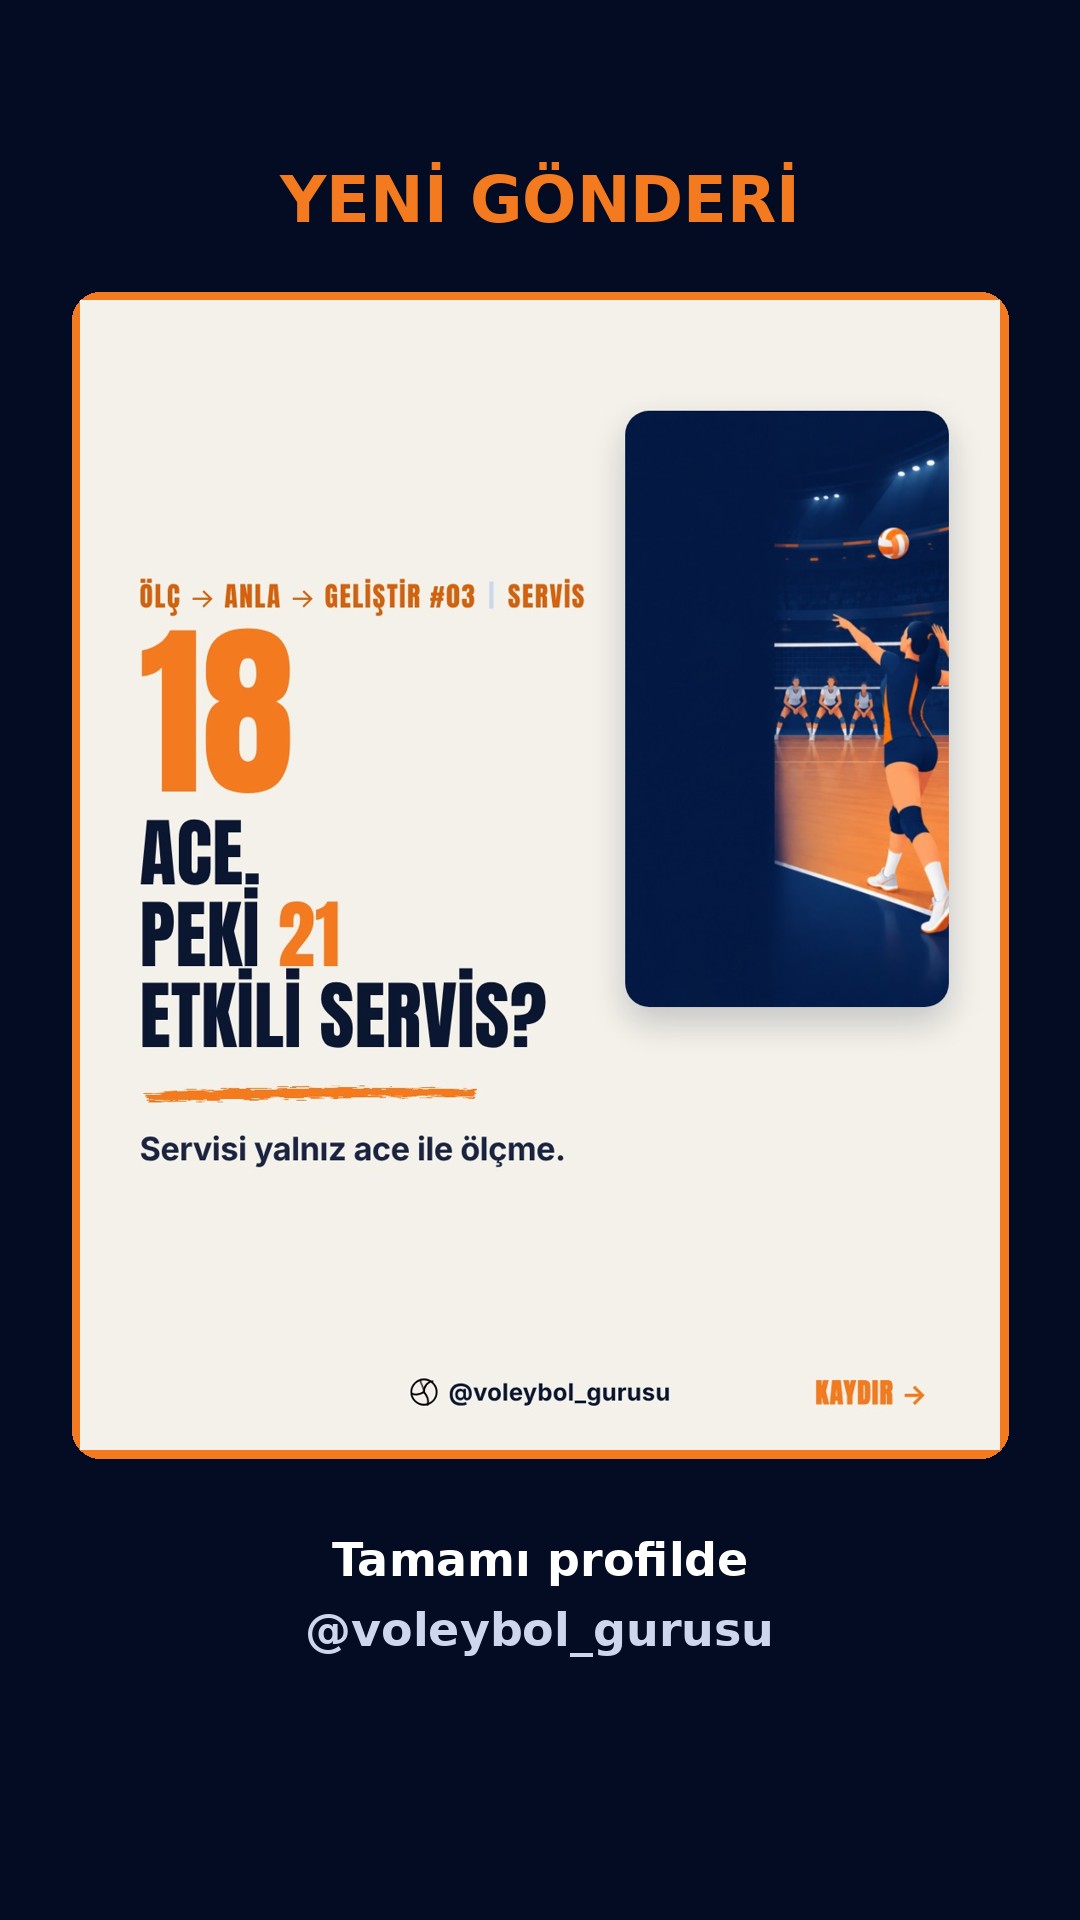 YENİ GÖNDERİ
ÖLÇ → ANLA → GELİŞTİR #03 | SERVİS
18
ACE.
PEKİ 21
ETKİLİ SERVİS?
Servisi yalnız ace ile ölçme.
@voleybol_gurusu
KAYDIR →
Tamamı profilde
@voleybol_gurusu